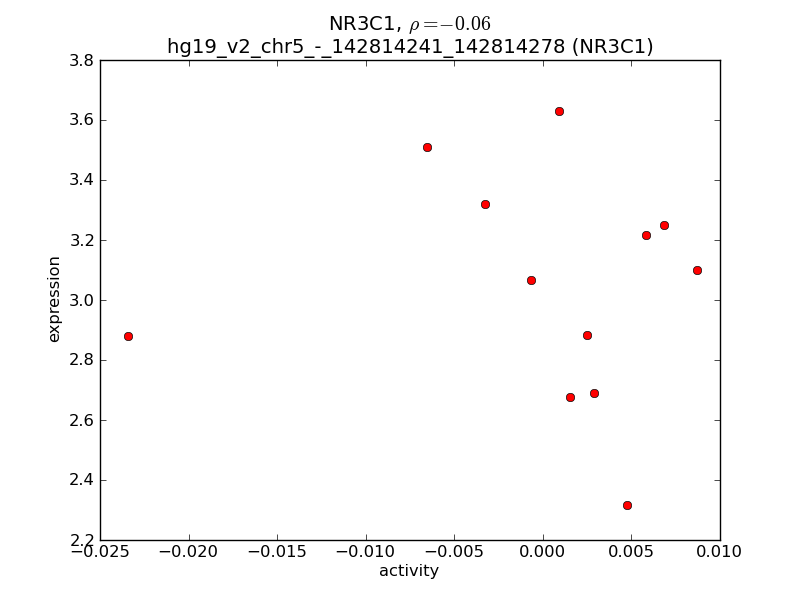 NR3C1, ρ=−0.06
hg19_v2_chr5_-_142814241_142814278 (NR3C1)
3.8
3.6
3.4
3.2
3.0
2.8
2.6
2.4
2.2
expression
−0.025 −0.020 −0.015 −0.010 −0.005 0.000 0.005 0.010
activity